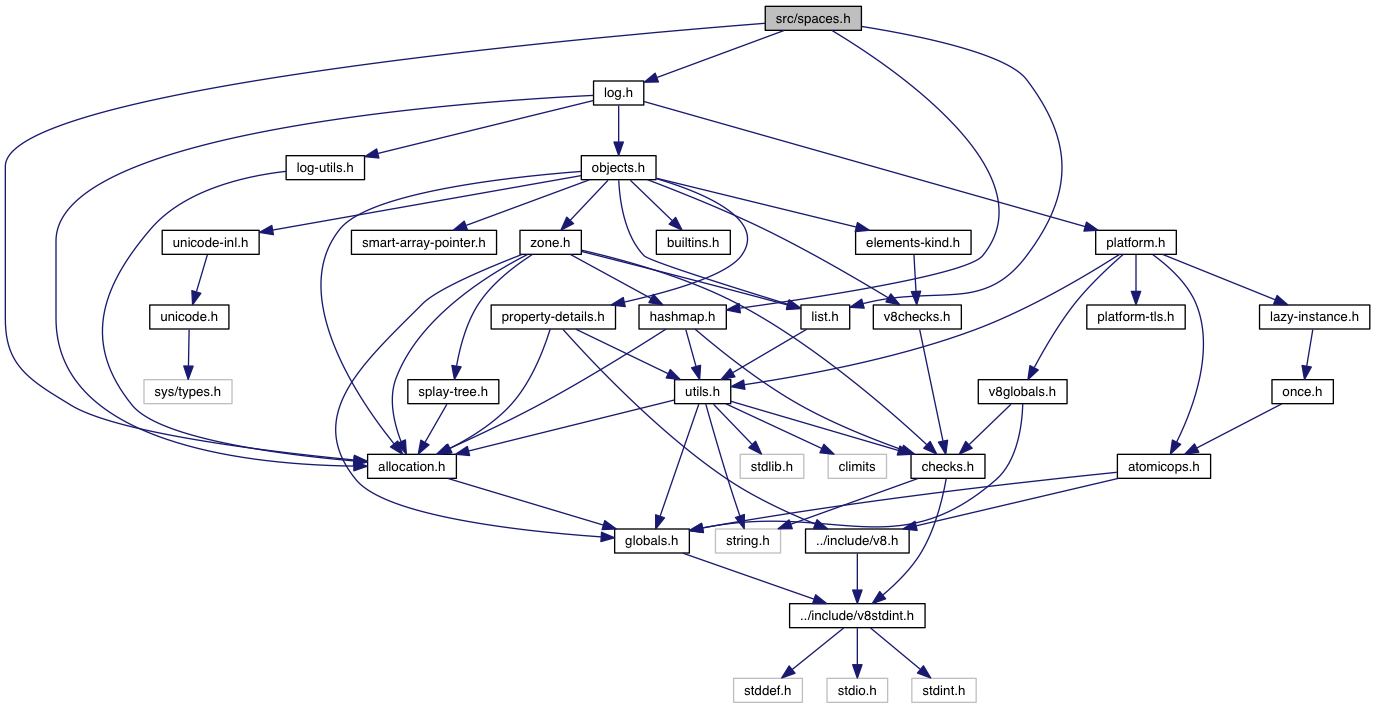 src/spaces.h
log.h
log-utils.h
objects.h
unicode-inl.h
smart-array-pointer.h
zone.h
builtins.h
elements-kind.h
platform.h
unicode.h
property-details.h
hashmap.h
list.h
v8checks.h
platform-tls.h
lazy-instance.h
sys/types.h
splay-tree.h
utils.h
v8globals.h
once.h
allocation.h
stdlib.h
climits
checks.h
atomicops.h
globals.h
string.h
../include/v8.h
../include/v8stdint.h
stddef.h
stdio.h
stdint.h